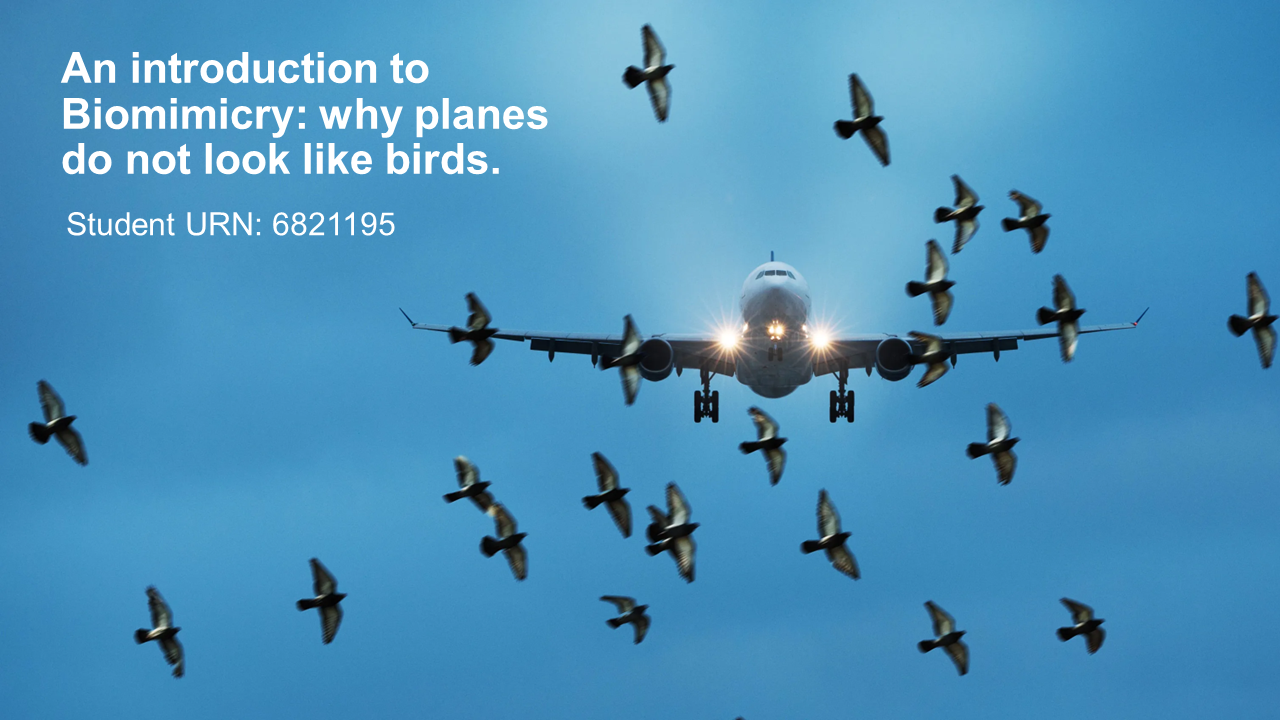 An introduction to
Biomimicry: why planes
do not look like birds.
Student URN: 6821195